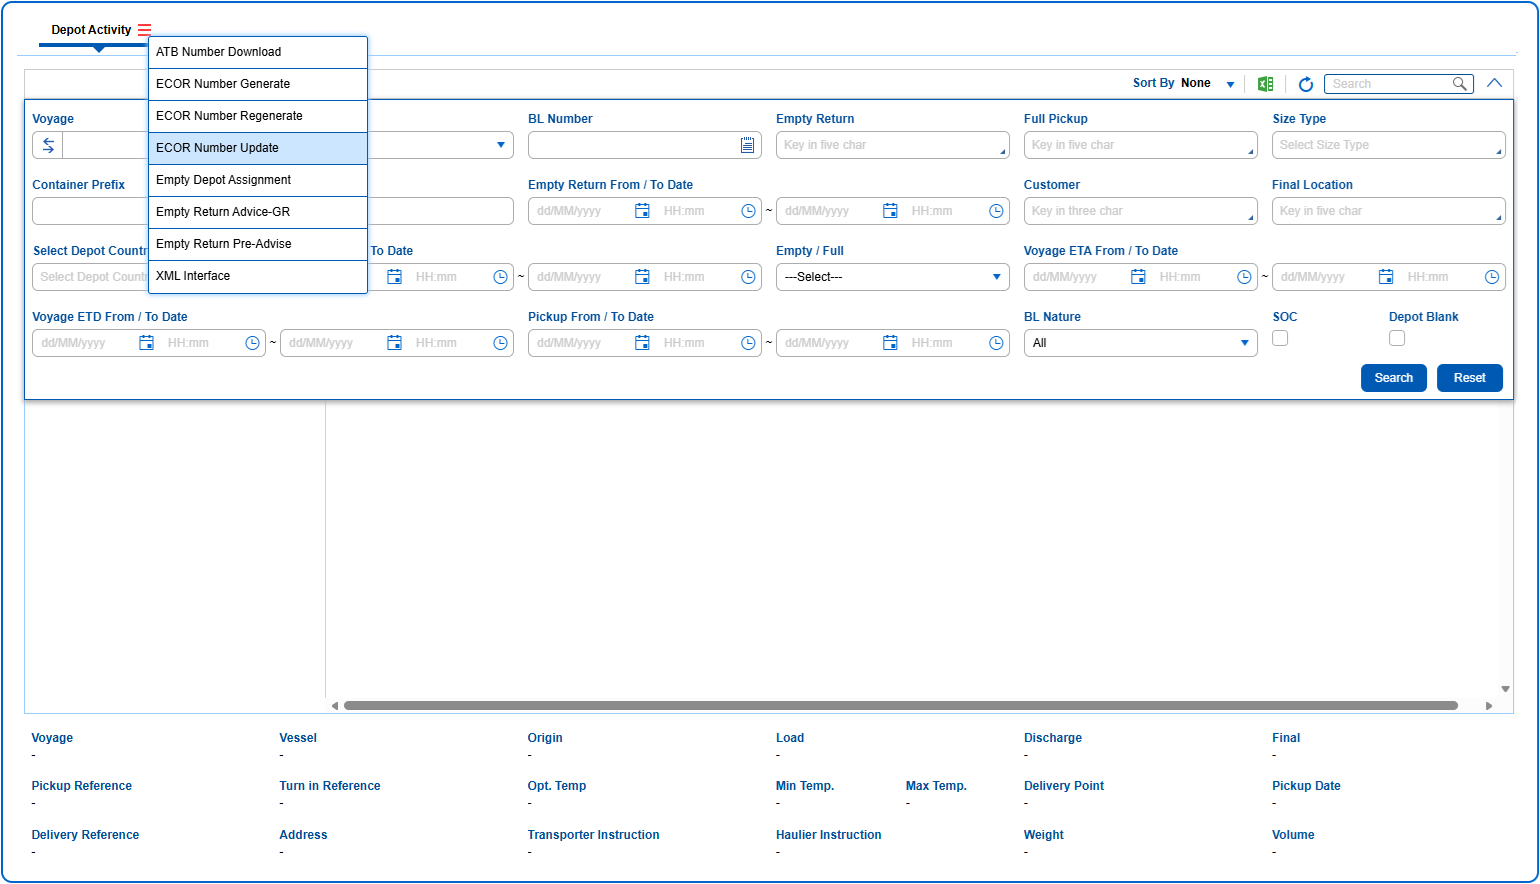 Depot Activity
ATB Number Download
ECOR Number Generate
ECOR Number Regenerate
ECOR Number Update
Empty Depot Assignment
Empty Return Advice-GR
Empty Return Pre-Advise
XML Interface
Sort By None Search
Voyage BL Number Empty Return Full Pickup Size Type
Key in five char Key in five char Select Size Type
Container Prefix Empty Return From / To Date Customer Final Location
dd/MM/yyyy HH:mm ~ dd/MM/yyyy HH:mm Key in three char Key in five char
Select Depot Countr To Date Empty / Full Voyage ETA From / To Date
Select Depot Countr HH:mm ~ dd/MM/yyyy HH:mm ---Select--- dd/MM/yyyy HH:mm ~ dd/MM/yyyy HH:mm
Voyage ETD From / To Date Pickup From / To Date BL Nature SOC Depot Blank
dd/MM/yyyy HH:mm ~ dd/MM/yyyy HH:mm dd/MM/yyyy HH:mm ~ dd/MM/yyyy HH:mm All
Search Reset
Voyage Vessel Origin Load Discharge Final
- - - - - -
Pickup Reference Turn in Reference Opt. Temp Min Temp. Max Temp. Delivery Point Pickup Date
- - - - - - -
Delivery Reference Address Transporter Instruction Haulier Instruction Weight Volume
- - - - - -